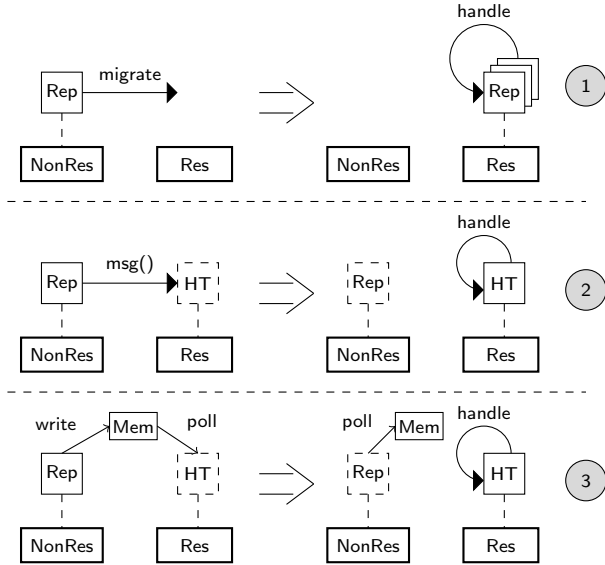 handle
migrate
Rep
Rep
1
NonRes
Res
NonRes
Res
handle
msg()
Rep
HT
Rep
HT
2
NonRes
Res
NonRes
Res
write
Mem
poll
poll
Mem
handle
Rep
HT
Rep
HT
3
NonRes
Res
NonRes
Res